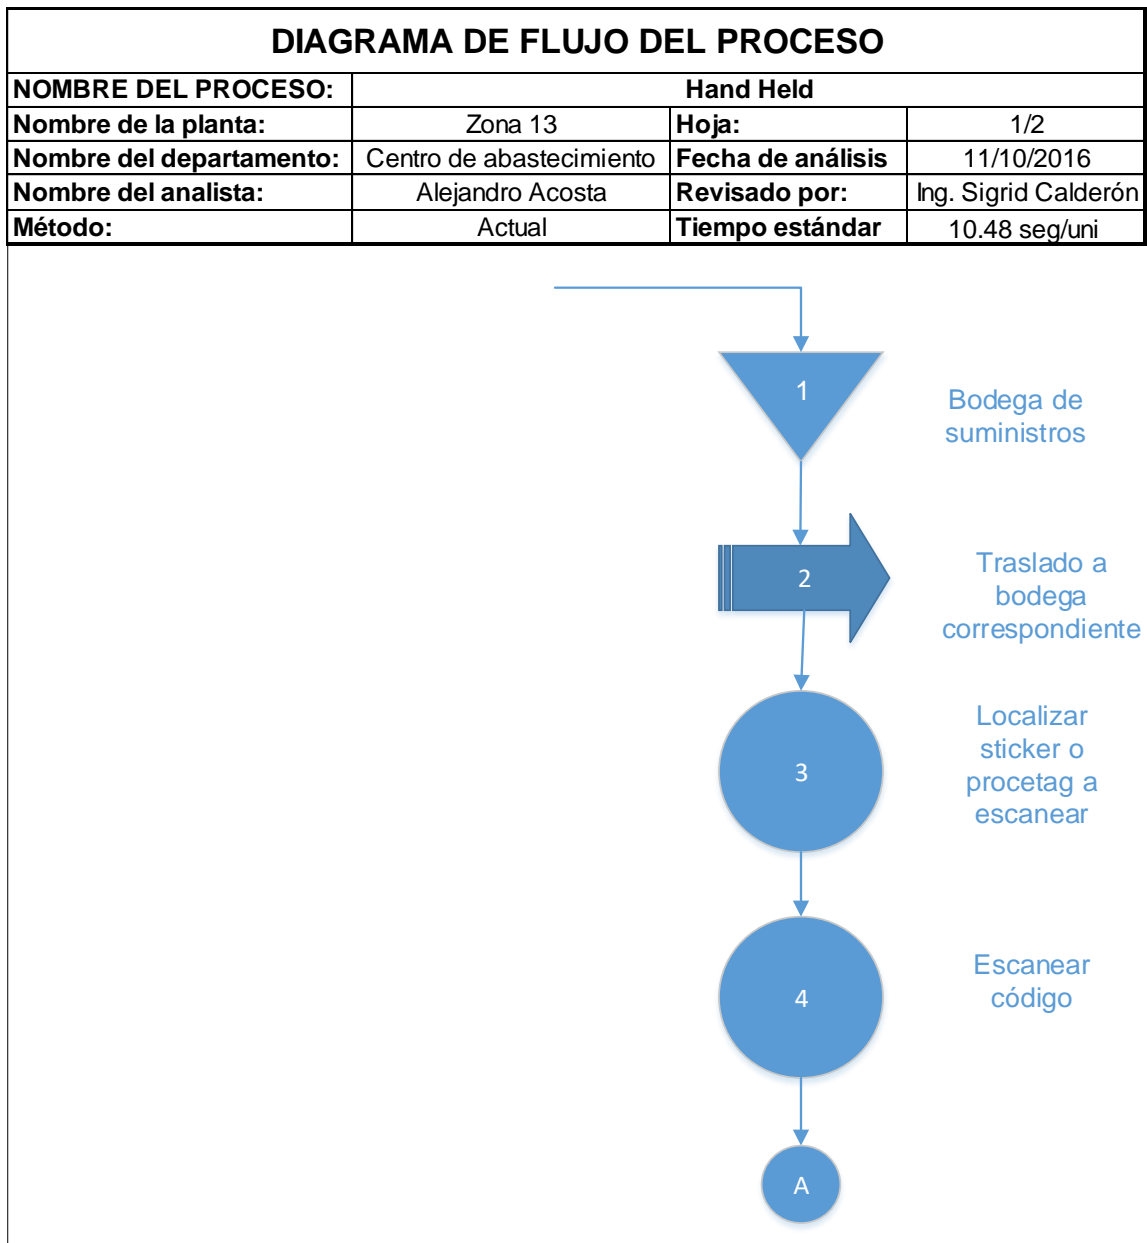 DIAGRAMA DE FLUJO DEL PROCESO
NOMBRE DEL PROCESO: Hand Held
Nombre de la planta: Zona 13 Hoja: 1/2
Nombre del departamento: Centro de abastecimiento Fecha de análisis 11/10/2016
Nombre del analista: Alejandro Acosta Revisado por: Ing. Sigrid Calderón
Método: Actual Tiempo estándar 10.48 seg/uni
1
Bodega de
suministros
2
Traslado a
bodega
correspondiente
3
Localizar
sticker o
procetag a
escanear
4
Escanear
código
A